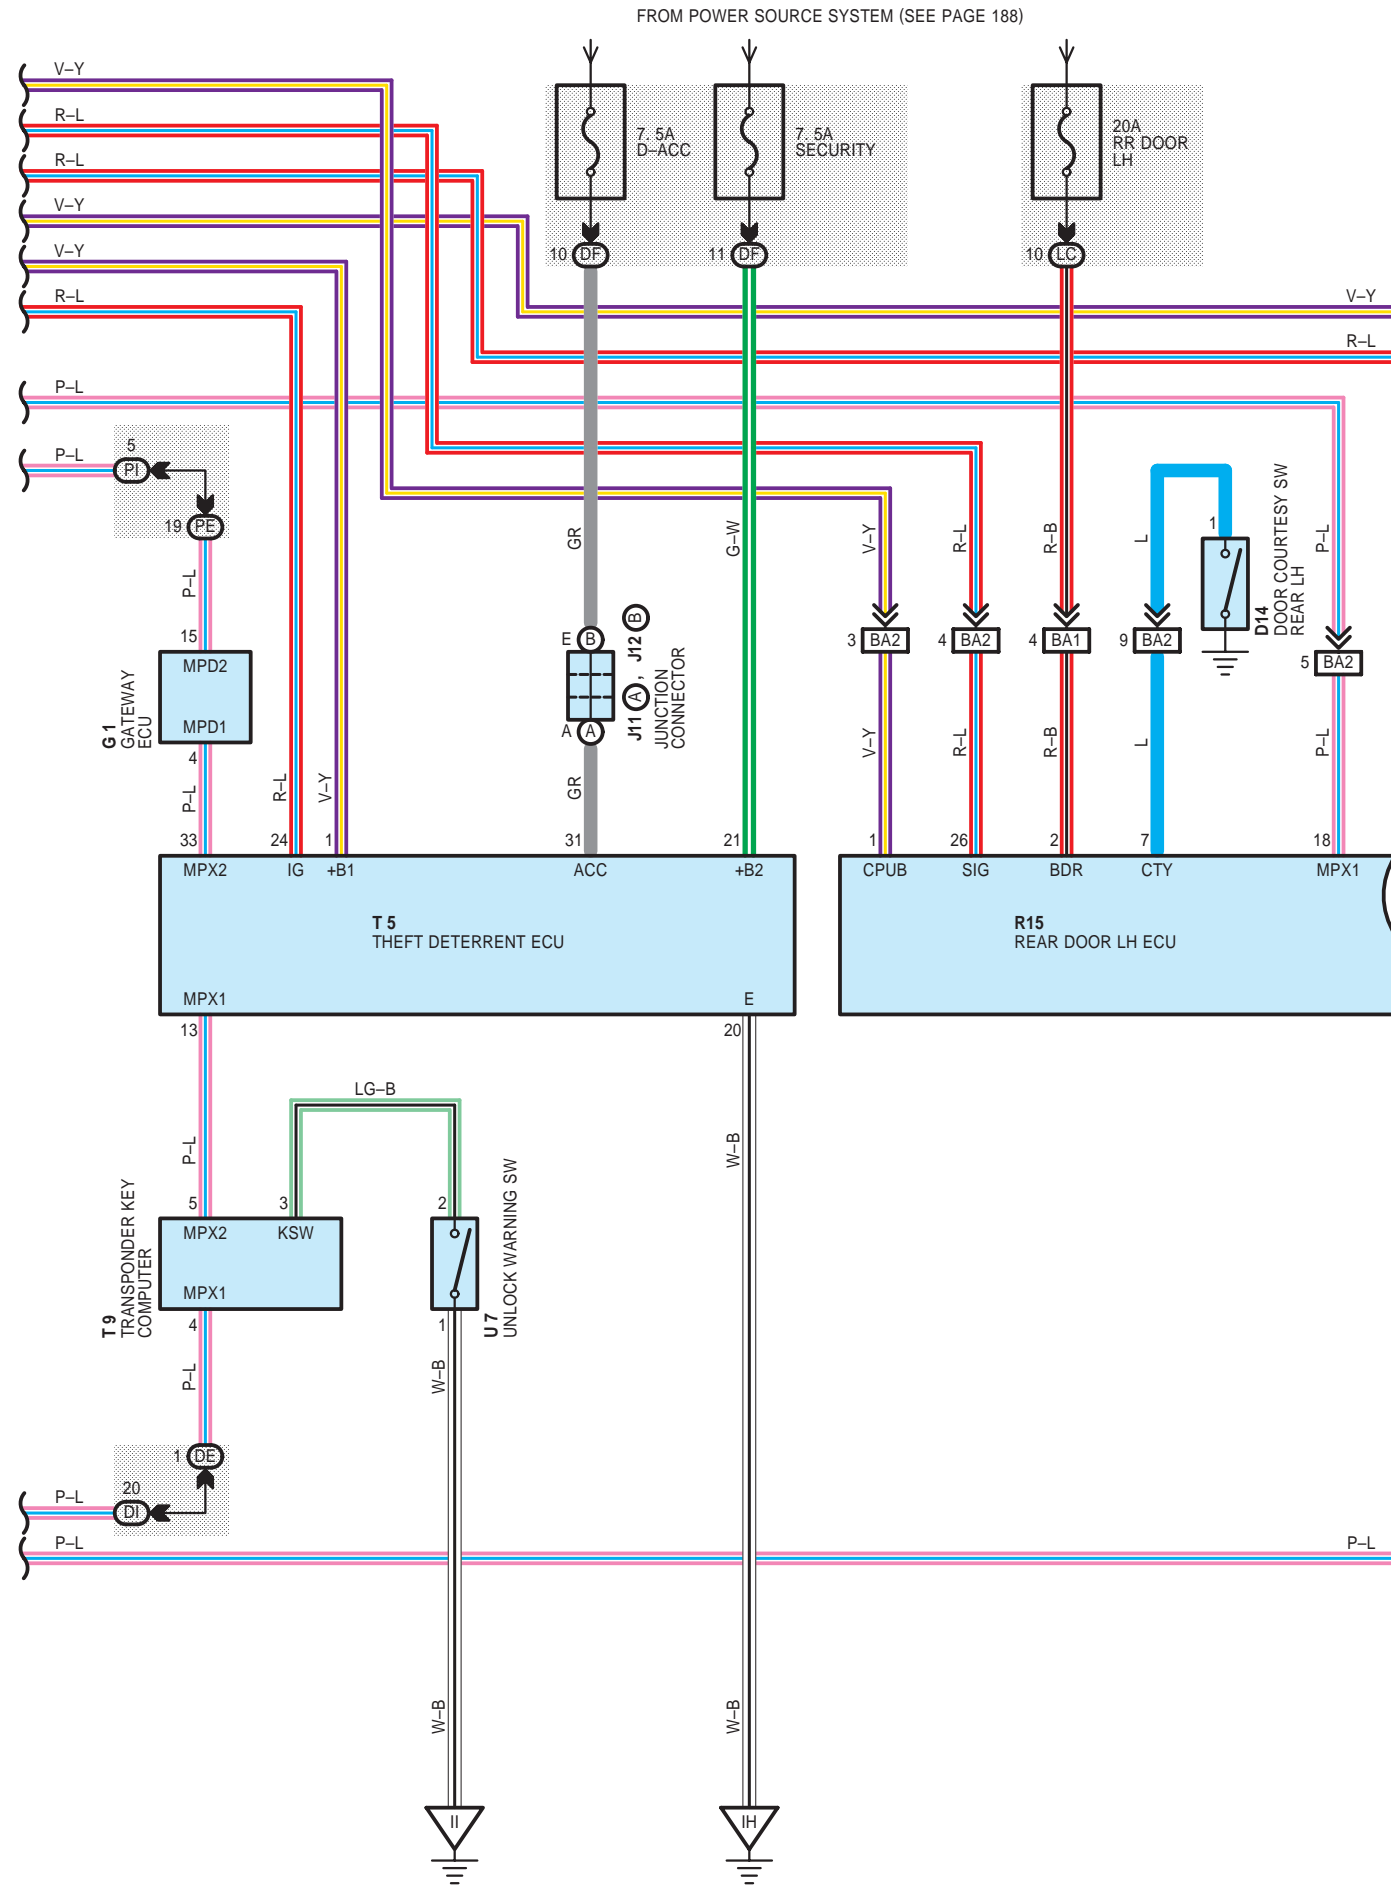 FROM POWER SOURCE SYSTEM (SEE PAGE 188)
V–Y
R–L
R–L
V–Y
V–Y
R–L
P–L
P–L
7. 5A
D–ACC
7. 5A
SECURITY
20A
RR DOOR
LH
10 DF
11 DF
10 LC
V–Y
R–L
5
PI
19 PE
P–L
GR
G–W
V–Y
R–L
R–B
L
P–L
1
D14
DOOR COURTESY SW
REAR LH
15
MPD2
MPD1
4
G 1
GATEWAY
ECU
E B
A A
J11 A , J12 B
JUNCTION
CONNECTOR
3 BA2
4 BA2
4 BA1
9 BA2
5 BA2
P–L
R–L
V–Y
GR
V–Y
R–L
R–B
L
P–L
33
24
1
31
21
1
26
2
7
18
MPX2
IG
+B1
ACC
+B2
CPUB
SIG
BDR
CTY
MPX1
T 5
THEFT DETERRENT ECU
R15
REAR DOOR LH ECU
MPX1
E
13
20
LG–B
P–L
W–B
5
3
2
MPX2
KSW
MPX1
T 9
TRANSPONDER KEY
COMPUTER
U 7
UNLOCK WARNING SW
4
1
P–L
W–B
1 DE
20
DI
P–L
P–L
P–L
W–B
W–B
II
IH